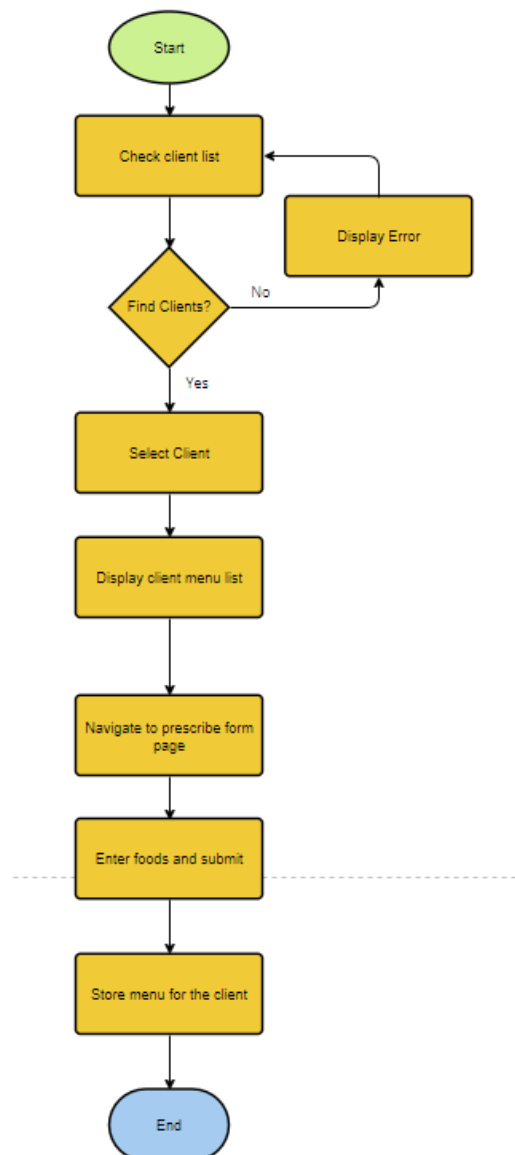 Start
Check client list
Display Error
Find Clients?
No
Yes
Select Client
Display client menu list
Navigate to prescribe form
page
Enter foods and submit
Store menu for the client
End